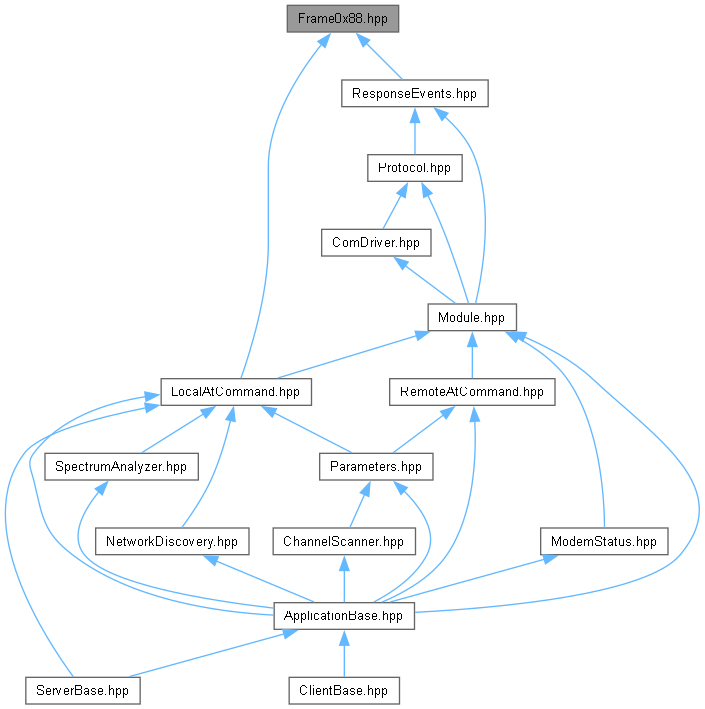 Frame0x88.hpp
ResponseEvents.hpp
Protocol.hpp
ComDriver.hpp
Module.hpp
LocalAtCommand.hpp
RemoteAtCommand.hpp
SpectrumAnalyzer.hpp
Parameters.hpp
NetworkDiscovery.hpp
ChannelScanner.hpp
ModemStatus.hpp
ApplicationBase.hpp
ServerBase.hpp
ClientBase.hpp